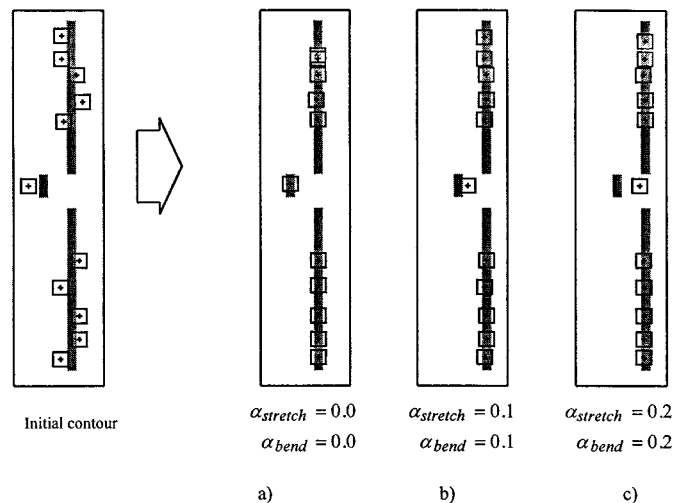 Initial contour
α_stretch = 0.0
α_bend = 0.0
a)
α_stretch = 0.1
α_bend = 0.1
b)
α_stretch = 0.2
α_bend = 0.2
c)